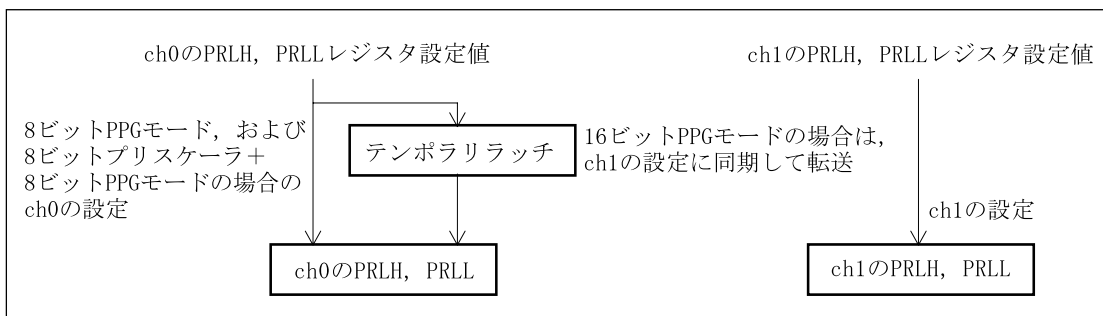 ch0のPRLH, PRLLレジスタ設定値
8ビットPPGモード, および
8ビットプリスケーラ+
8ビットPPGモードの場合の
ch0の設定
テンポラリラッチ
16ビットPPGモードの場合は,
ch1の設定に同期して転送
ch0のPRLH, PRLL
ch1のPRLH, PRLLレジスタ設定値
ch1の設定
ch1のPRLH, PRLL